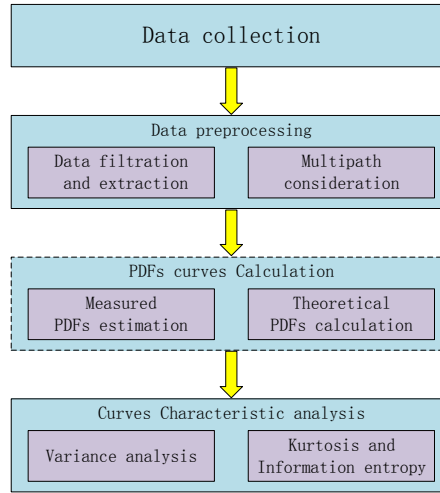 Data collection
Data preprocessing
Data filtration
and extraction
Multipath
consideration
PDFs curves Calculation
Measured
PDFs estimation
Theoretical
PDFs calculation
Curves Characteristic analysis
Variance analysis
Kurtosis and
Information entropy